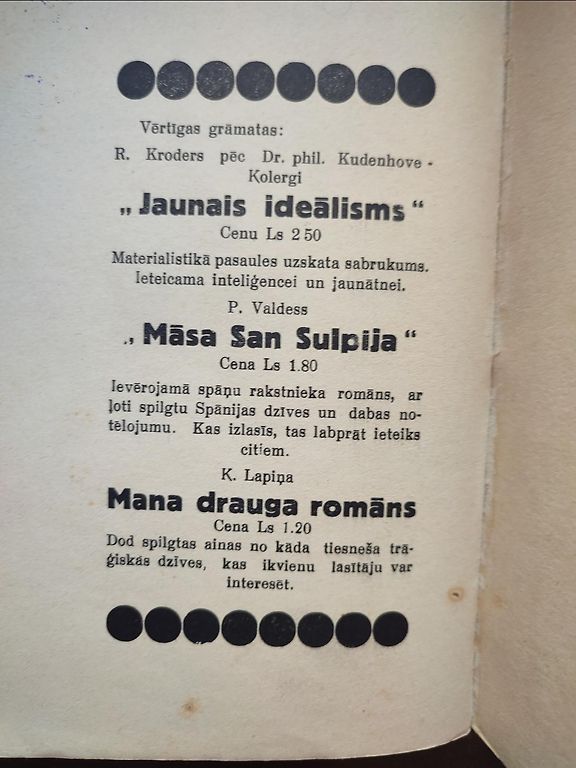 Vērtīgas grāmatas:
R. Kroders pēc Dr. phil. Kudenhove-
Kolergi
„Jaunais ideālisms“
Cenu Ls 2 50
Materialistikā pasaules uzskata sabrukums.
Ieteicama inteliģencei un jaunātnei.
P. Valdess
„Māsa San Sulpija“
Cena Ls 1.80
Ievērojamā spāņu rakstnieka romāns, ar
ļoti spilgtu Spānijas dzīves un dabas no-
telojumu. Kas izlasīs, tas labprāt ieteiks
citiem.
K. Lapiņa
Mana drauga romāns
Cena Ls 1.20
Dod spilgtas ainas no kāda tiesneša trā-
ģiskās dzīves, kas ikvienu lasītāju var
interesēt.